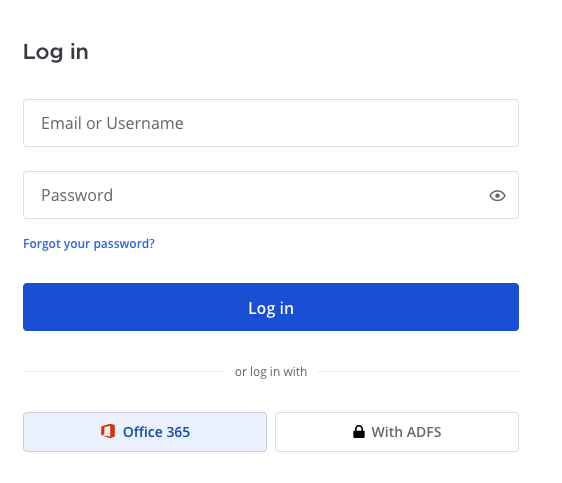 Log in
Email or Username
Password
Forgot your password?
Log in
or log in with
Office 365
With ADFS